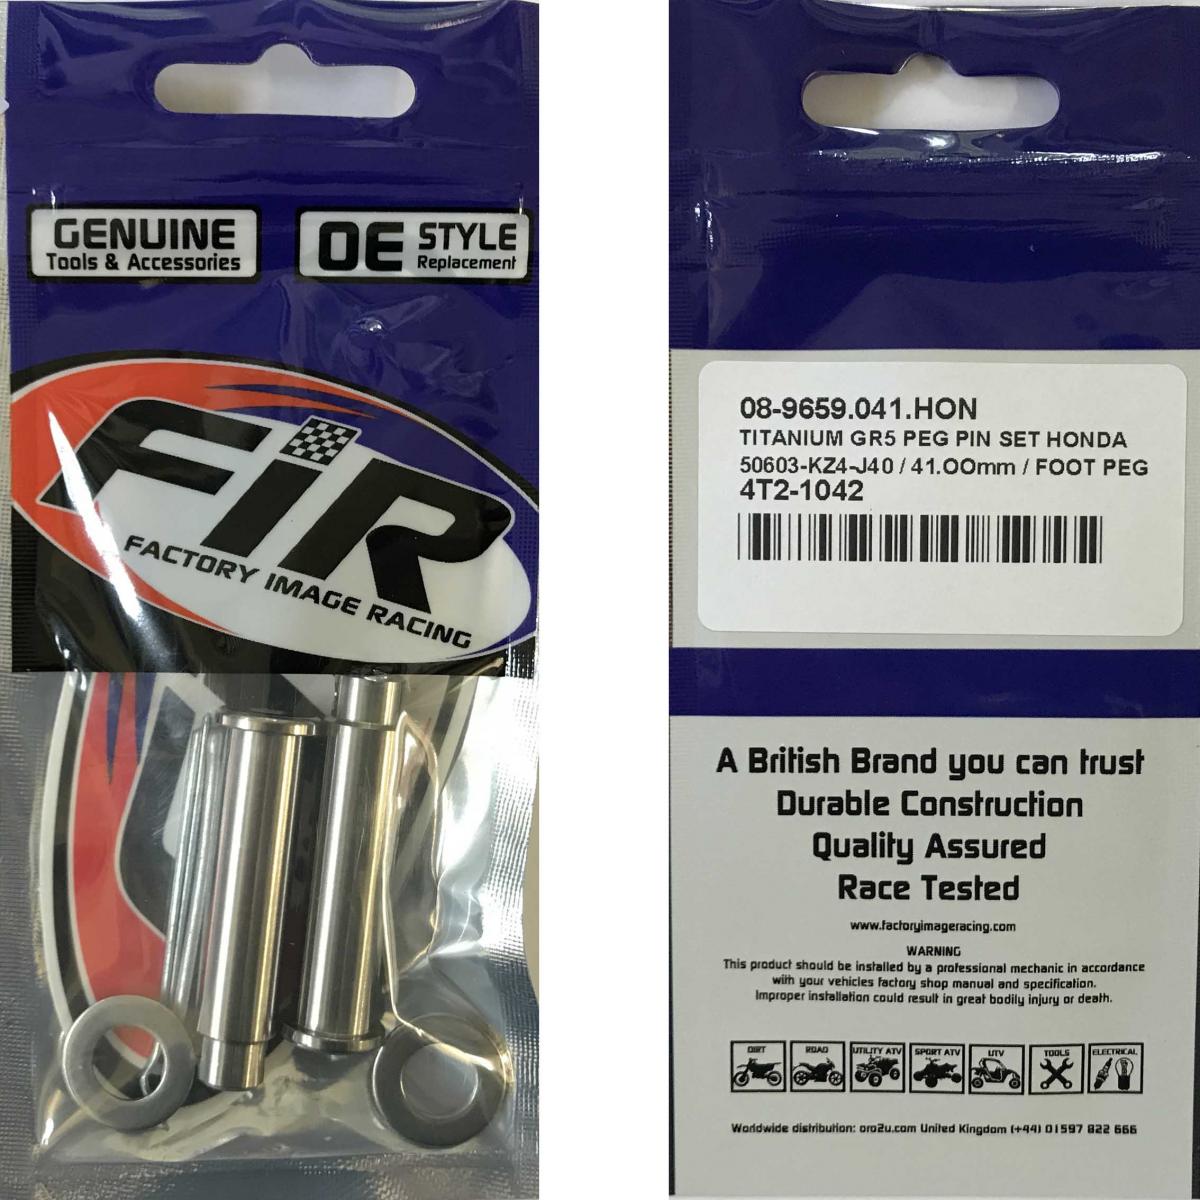 GENUINE
Tools & Accessories
OE STYLE
Replacement
FiR
FACTORY IMAGE RACING
08-9659.041.HON
TITANIUM GR5 PEG PIN SET HONDA
50603-KZ4-J40 / 41.00mm / FOOT PEG
4T2-1042
A British Brand you can trust
Durable Construction
Quality Assured
Race Tested
www.factoryimageracing.com
WARNING
This product should be installed by a professional mechanic in accordance
with your vehicles factory shop manual and specification.
Improper installation could result in great bodily injury or death.
DIRT ROAD UTILITY ATV SPORT ATV UTV TOOLS ELECTRICAL
Worldwide distribution: oro2u.com United Kingdom (+44) 01597 822 666